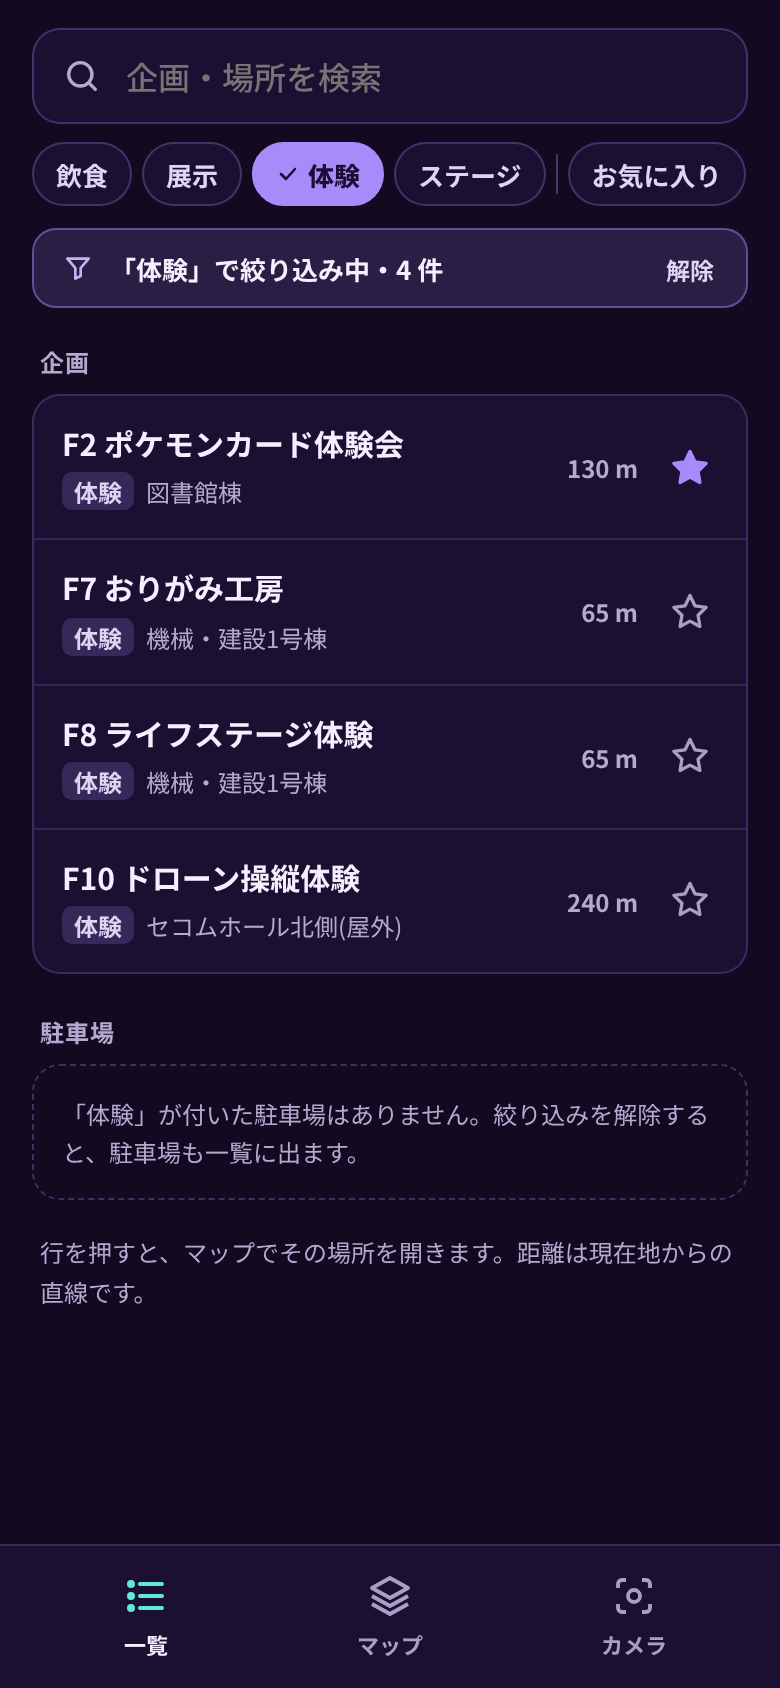 企画・場所を検索
飲食 展示 体験 ステージ お気に入り
「体験」で絞り込み中・4 件 解除
企画
F2 ポケモンカード体験会
体験 図書館棟
130 m
F7 おりがみ工房
体験 機械・建設1号棟
65 m
F8 ライフステージ体験
体験 機械・建設1号棟
65 m
F10 ドローン操縦体験
体験 セコムホール北側(屋外)
240 m
駐車場
「体験」が付いた駐車場はありません。絞り込みを解除する
と、駐車場も一覧に出ます。
行を押すと、マップでその場所を開きます。距離は現在地からの
直線です。
一覧 マップ カメラ